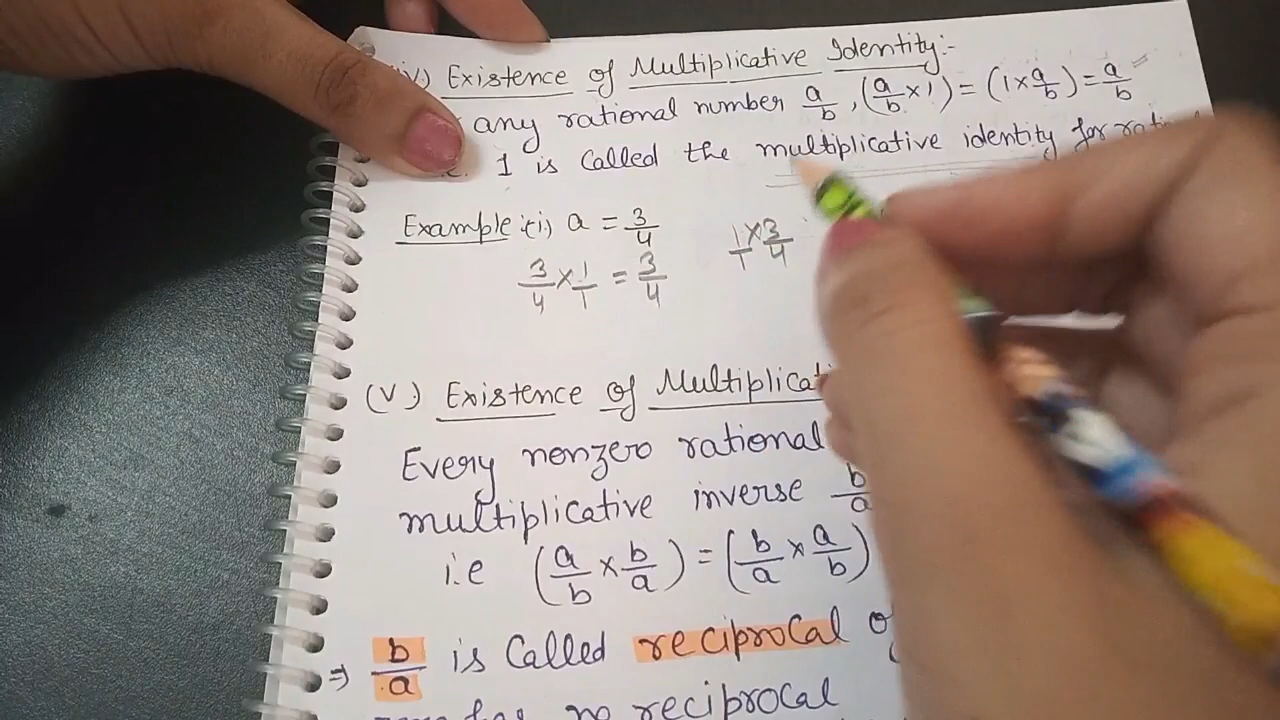 iv) Existence of Multiplicative Identity:-
any rational number a/b, (a/b × 1) = (1 × a/b) = a/b
1 is called the multiplicative identity for
Example:(i) a = 3/4 1/1 × 3/4
3/4 × 1/1 = 3/4
(v.) Existence of
Every nonzero rational
multiplicative inverse b/a
i.e (a/b × b/a) = (b/a × a/b)
⇒ b/a is called reciprocal
no reciprocal